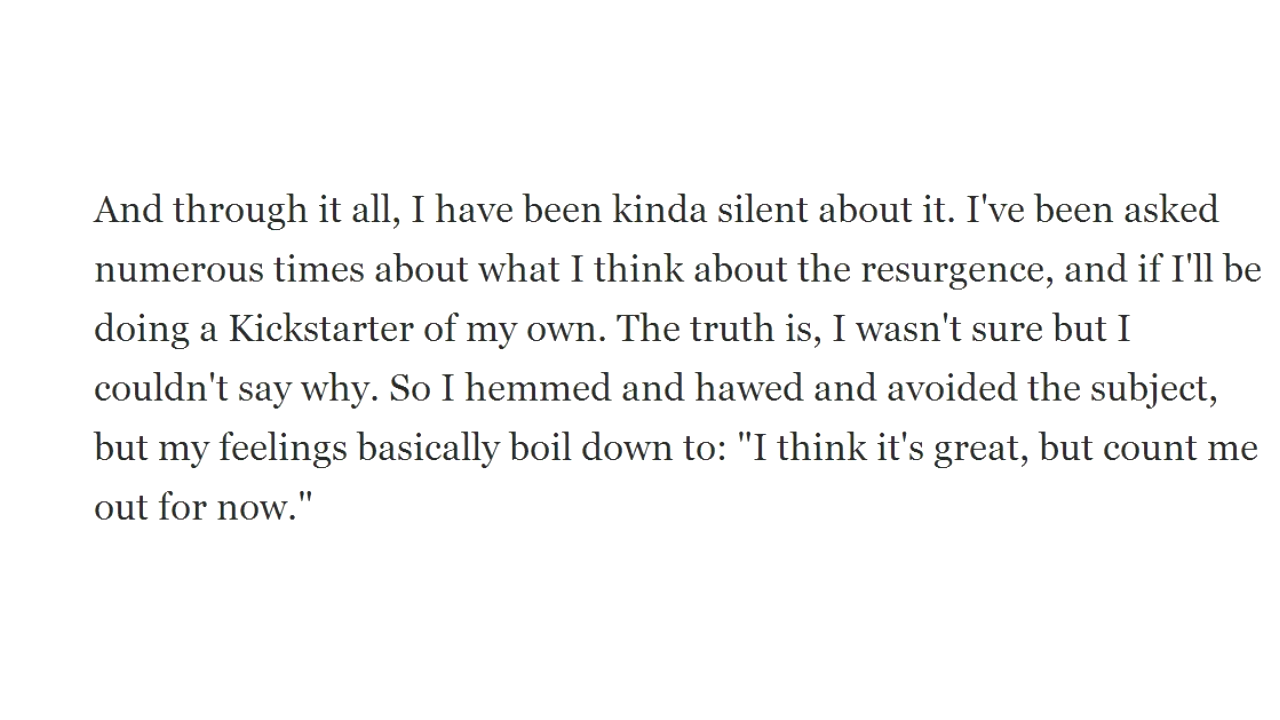 And through it all, I have been kinda silent about it. I've been asked
numerous times about what I think about the resurgence, and if I'll be
doing a Kickstarter of my own. The truth is, I wasn't sure but I
couldn't say why. So I hemmed and hawed and avoided the subject,
but my feelings basically boil down to: "I think it's great, but count me
out for now."